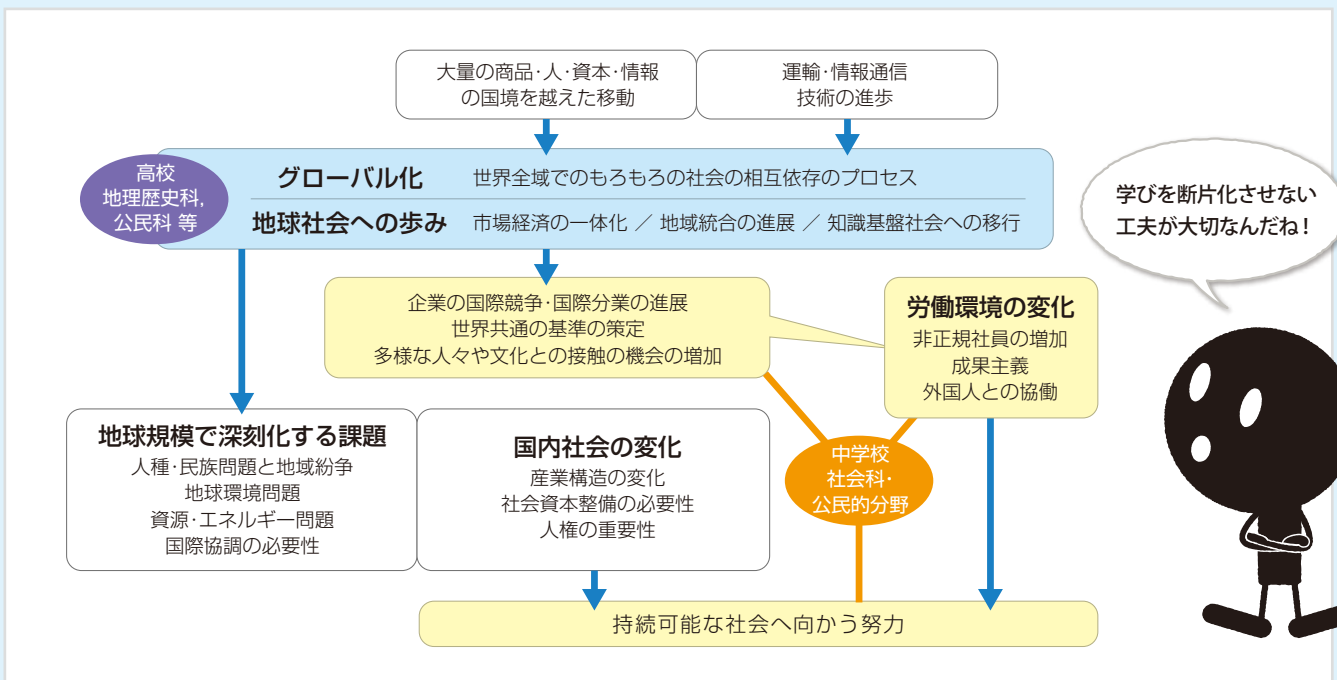 大量の商品・人・資本・情報
の国境を越えた移動
運輸・情報通信
技術の進歩
高校
地理歴史科,
公民科 等
グローバル化 世界全域でのもろもろの社会の相互依存のプロセス
地球社会への歩み 市場経済の一体化 ／ 地域統合の進展 ／ 知識基盤社会への移行
学びを断片化させない
工夫が大切なんだね！
企業の国際競争・国際分業の進展
世界共通の基準の策定
多様な人々や文化との接触の機会の増加
労働環境の変化
非正規社員の増加
成果主義
外国人との協働
地球規模で深刻化する課題
人種・民族問題と地域紛争
地球環境問題
資源・エネルギー問題
国際協調の必要性
国内社会の変化
産業構造の変化
社会資本整備の必要性
人権の重要性
中学校
社会科・
公民的分野
持続可能な社会へ向かう努力